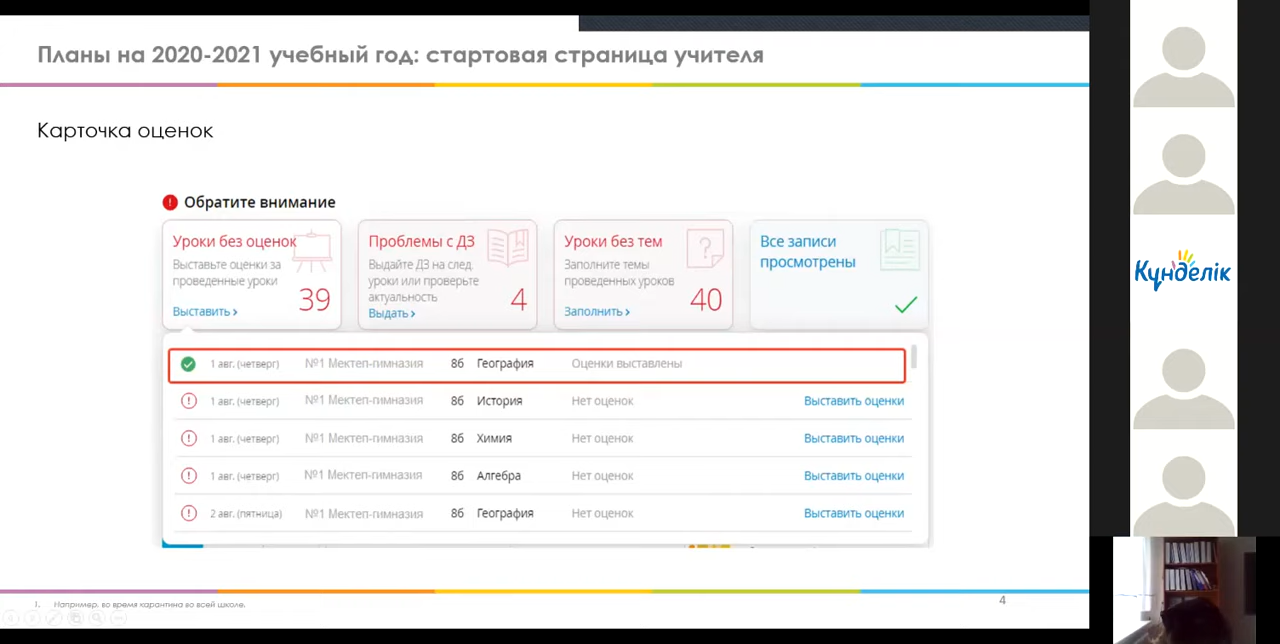 Планы на 2020-2021 учебный год: стартовая страница учителя
Карточка оценок
Обратите внимание
Уроки без оценок
Выставьте оценки за
проведенные уроки
39
Выставить ›
Проблемы с ДЗ
Выдайте ДЗ на след.
уроки или проверьте
актуальность
4
Выдать ›
Уроки без тем
Заполните темы
проведенных уроков
40
Заполнить ›
Все записи
просмотрены
1 авг. (четверг) №1 Мектеп-гимназия 8б География Оценки выставлены
1 авг. (четверг) №1 Мектеп-гимназия 8б История Нет оценок Выставить оценки
1 авг. (четверг) №1 Мектеп-гимназия 8б Химия Нет оценок Выставить оценки
1 авг. (четверг) №1 Мектеп-гимназия 8б Алгебра Нет оценок Выставить оценки
2 авг. (пятница) №1 Мектеп-гимназия 8б География Нет оценок Выставить оценки
1. Например, во время карантина во всей школе.
4
Күнделік